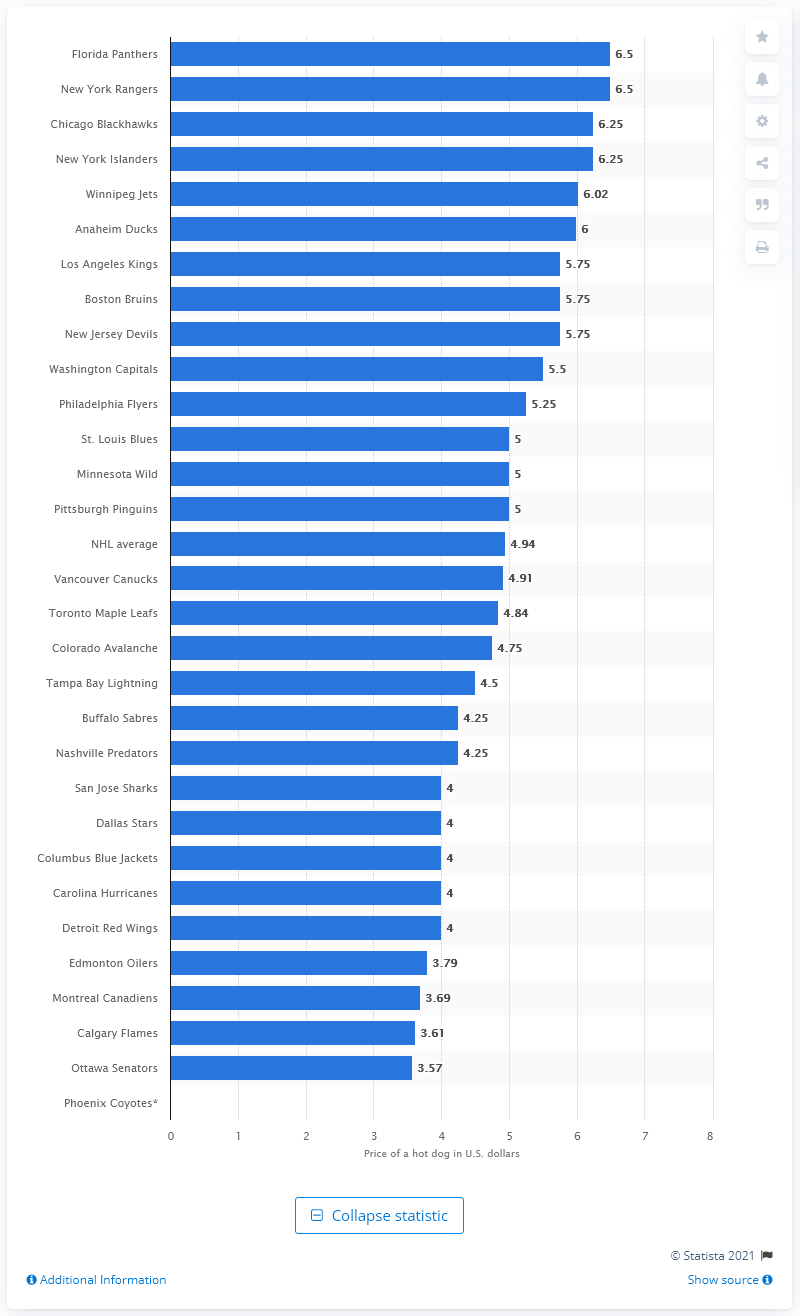 Florida Panthers 6.5
New York Rangers 6.5
Chicago Blackhawks 6.25
New York Islanders 6.25
Winnipeg Jets 6.02
Anaheim Ducks 6
Los Angeles Kings 5.75
Boston Bruins 5.75
New Jersey Devils 5.75
Washington Capitals 5.5
Philadelphia Flyers 5.25
St. Louis Blues 5
Minnesota Wild 5
Pittsburgh Pinguins 5
NHL average 4.94
Vancouver Canucks 4.91
Toronto Maple Leafs 4.84
Colorado Avalanche 4.75
Tampa Bay Lightning 4.5
Buffalo Sabres 4.25
Nashville Predators 4.25
San Jose Sharks 4
Dallas Stars 4
Columbus Blue Jackets 4
Carolina Hurricanes 4
Detroit Red Wings 4
Edmonton Oilers 3.79
Montreal Canadiens 3.69
Calgary Flames 3.61
Ottawa Senators 3.57
Phoenix Coyotes*
0 1 2 3 4 5 6 7 8
Price of a hot dog in U.S. dollars
Collapse statistic
© Statista 2021
Additional Information Show source